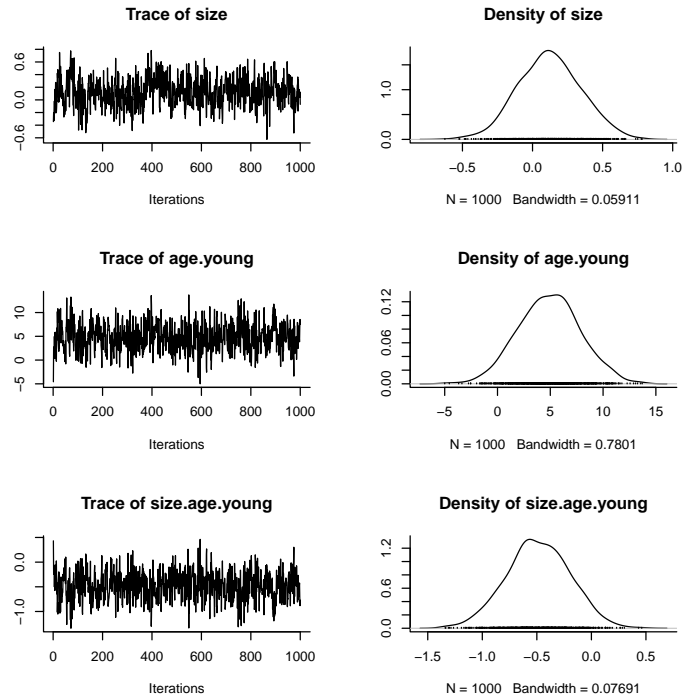 Trace of size
0.6
0.0
−0.6
0 200 400 600 800 1000
Iterations
Density of size
1.0
0.0
−0.5 0.0 0.5 1.0
N = 1000 Bandwidth = 0.05911
Trace of age.young
10
5
0
−5
0 200 400 600 800 1000
Iterations
Density of age.young
0.12
0.06
0.00
−5 0 5 10 15
N = 1000 Bandwidth = 0.7801
Trace of size.age.young
0.0
−1.0
0 200 400 600 800 1000
Iterations
Density of size.age.young
1.2
0.6
0.0
−1.5 −1.0 −0.5 0.0 0.5
N = 1000 Bandwidth = 0.07691